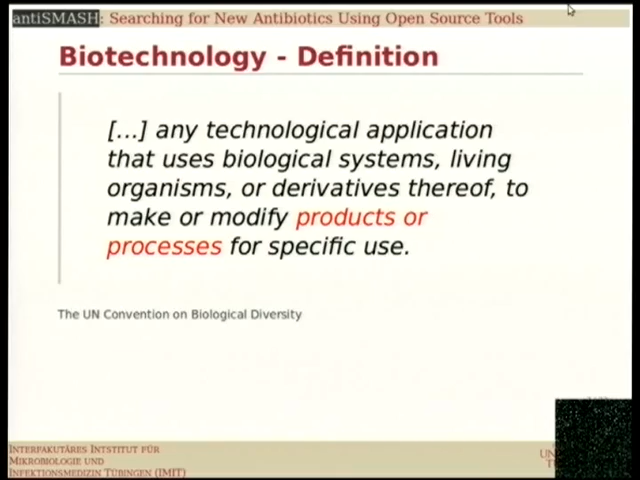 antiSMASH: Searching for New Antibiotics Using Open Source Tools
Biotechnology - Definition
[...] any technological application
that uses biological systems, living
organisms, or derivatives thereof, to
make or modify products or
processes for specific use.
The UN Convention on Biological Diversity
INTERFAKUTÄRES INTSTITUT FÜR
MIKROBIOLOGIE UND
INFEKTIONSMEDIZIN TÜBINGEN (IMIT)